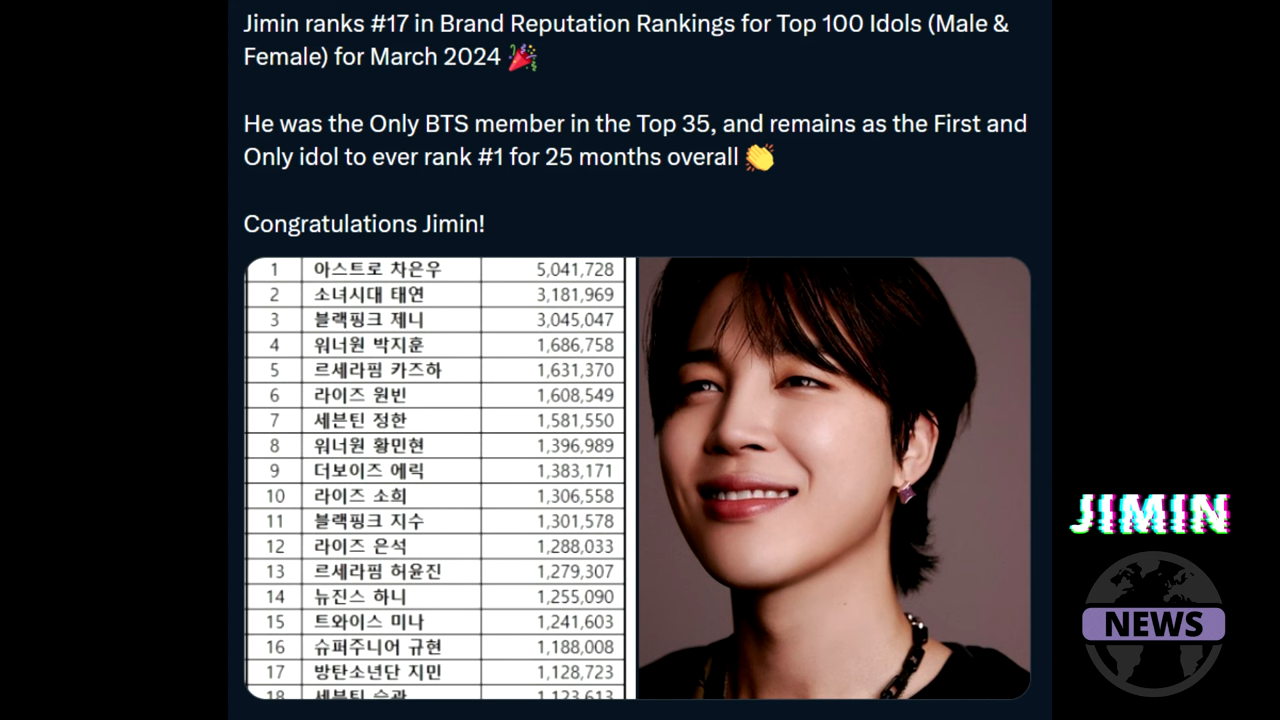 Jimin ranks #17 in Brand Reputation Rankings for Top 100 Idols (Male &
Female) for March 2024 🎉
He was the Only BTS member in the Top 35, and remains as the First and
Only idol to ever rank #1 for 25 months overall 👏
Congratulations Jimin!
1 아스트로 차은우 5,041,728
2 소녀시대 태연 3,181,969
3 블랙핑크 제니 3,045,047
4 워너원 박지훈 1,686,758
5 르세라핌 카즈하 1,631,370
6 라이즈 원빈 1,608,549
7 세븐틴 정한 1,581,550
8 워너원 황민현 1,396,989
9 더보이즈 에릭 1,383,171
10 라이즈 소희 1,306,558
11 블랙핑크 지수 1,301,578
12 라이즈 은석 1,288,033
13 르세라핌 허윤진 1,279,307
14 뉴진스 하니 1,255,090
15 트와이스 미나 1,241,603
16 슈퍼주니어 규현 1,188,008
17 방탄소년단 지민 1,128,723
18 세븐틴 승관 1,123,613
JIMIN
NEWS